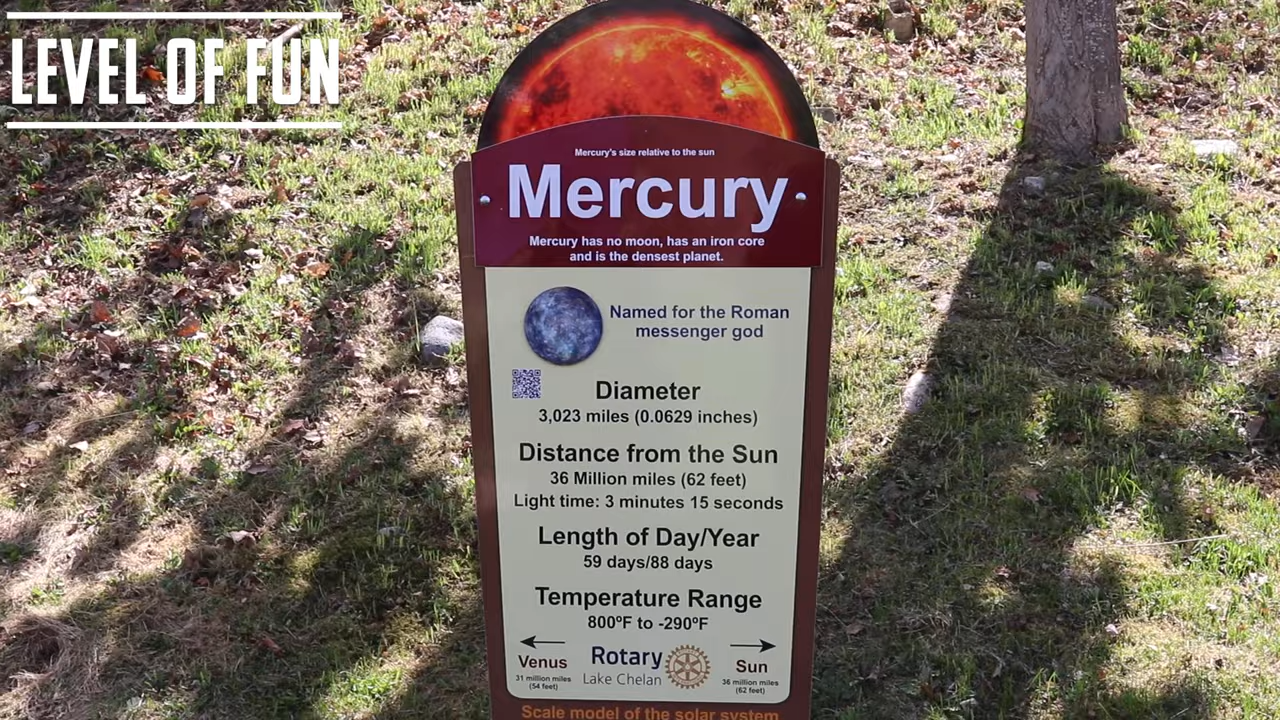 LEVEL OF FUN
Mercury's size relative to the sun
Mercury
Mercury has no moon, has an iron core
and is the densest planet.
Named for the Roman
messenger god
Diameter
3,023 miles (0.0629 inches)
Distance from the Sun
36 Million miles (62 feet)
Light time: 3 minutes 15 seconds
Length of Day/Year
59 days/88 days
Temperature Range
800ºF to -290ºF
Venus
31 million miles
(54 feet)
Rotary
Lake Chelan
Sun
36 million miles
(62 feet)
Scale model of the solar system